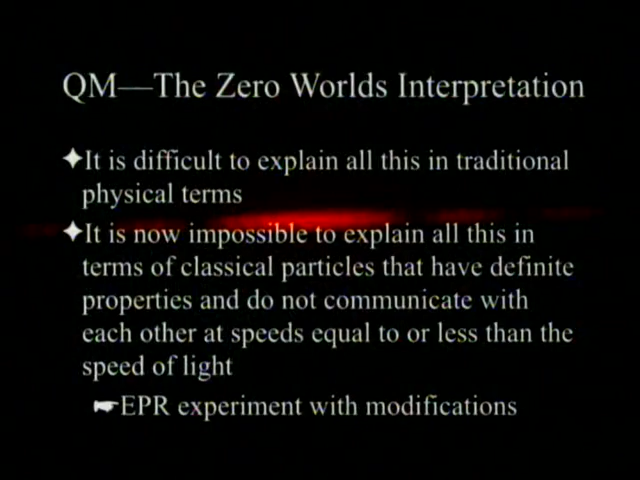 QM—The Zero Worlds Interpretation
It is difficult to explain all this in traditional
physical terms
It is now impossible to explain all this in
terms of classical particles that have definite
properties and do not communicate with
each other at speeds equal to or less than the
speed of light
EPR experiment with modifications